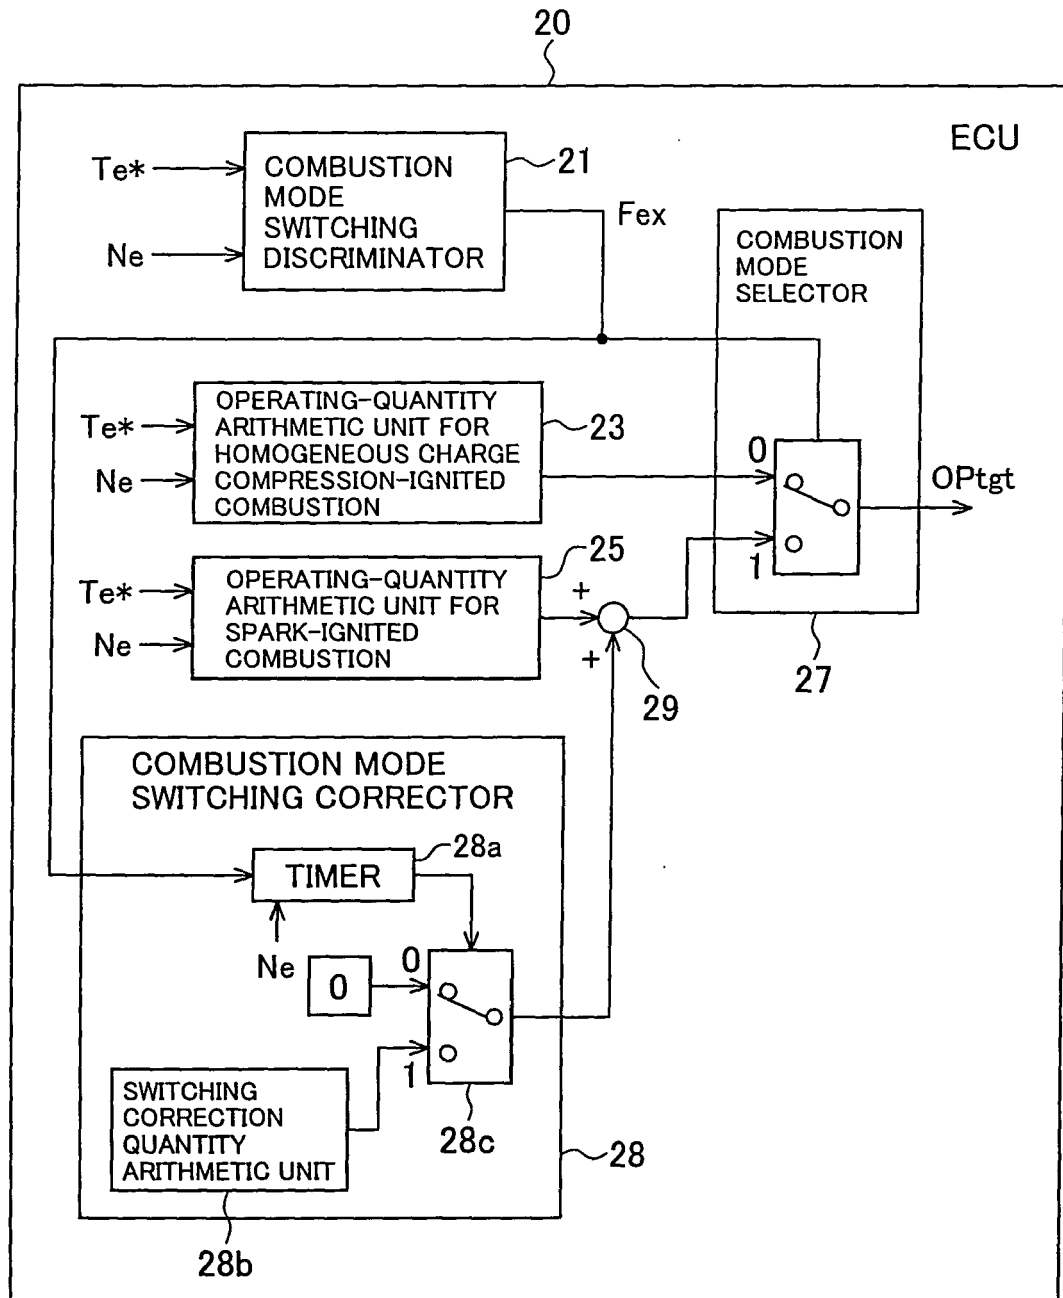 20
ECU
Te*
Ne
COMBUSTION
MODE
SWITCHING
DISCRIMINATOR
21
Fex
COMBUSTION
MODE
SELECTOR
Te*
Ne
OPERATING-QUANTITY
ARITHMETIC UNIT FOR
HOMOGENEOUS CHARGE
COMPRESSION-IGNITED
COMBUSTION
23
0
1
OPtgt
27
Te*
Ne
OPERATING-QUANTITY
ARITHMETIC UNIT FOR
SPARK-IGNITED
COMBUSTION
25
+
+
29
COMBUSTION MODE
SWITCHING CORRECTOR
TIMER
28a
Ne
0
0
1
28c
SWITCHING
CORRECTION
QUANTITY
ARITHMETIC UNIT
28b
28